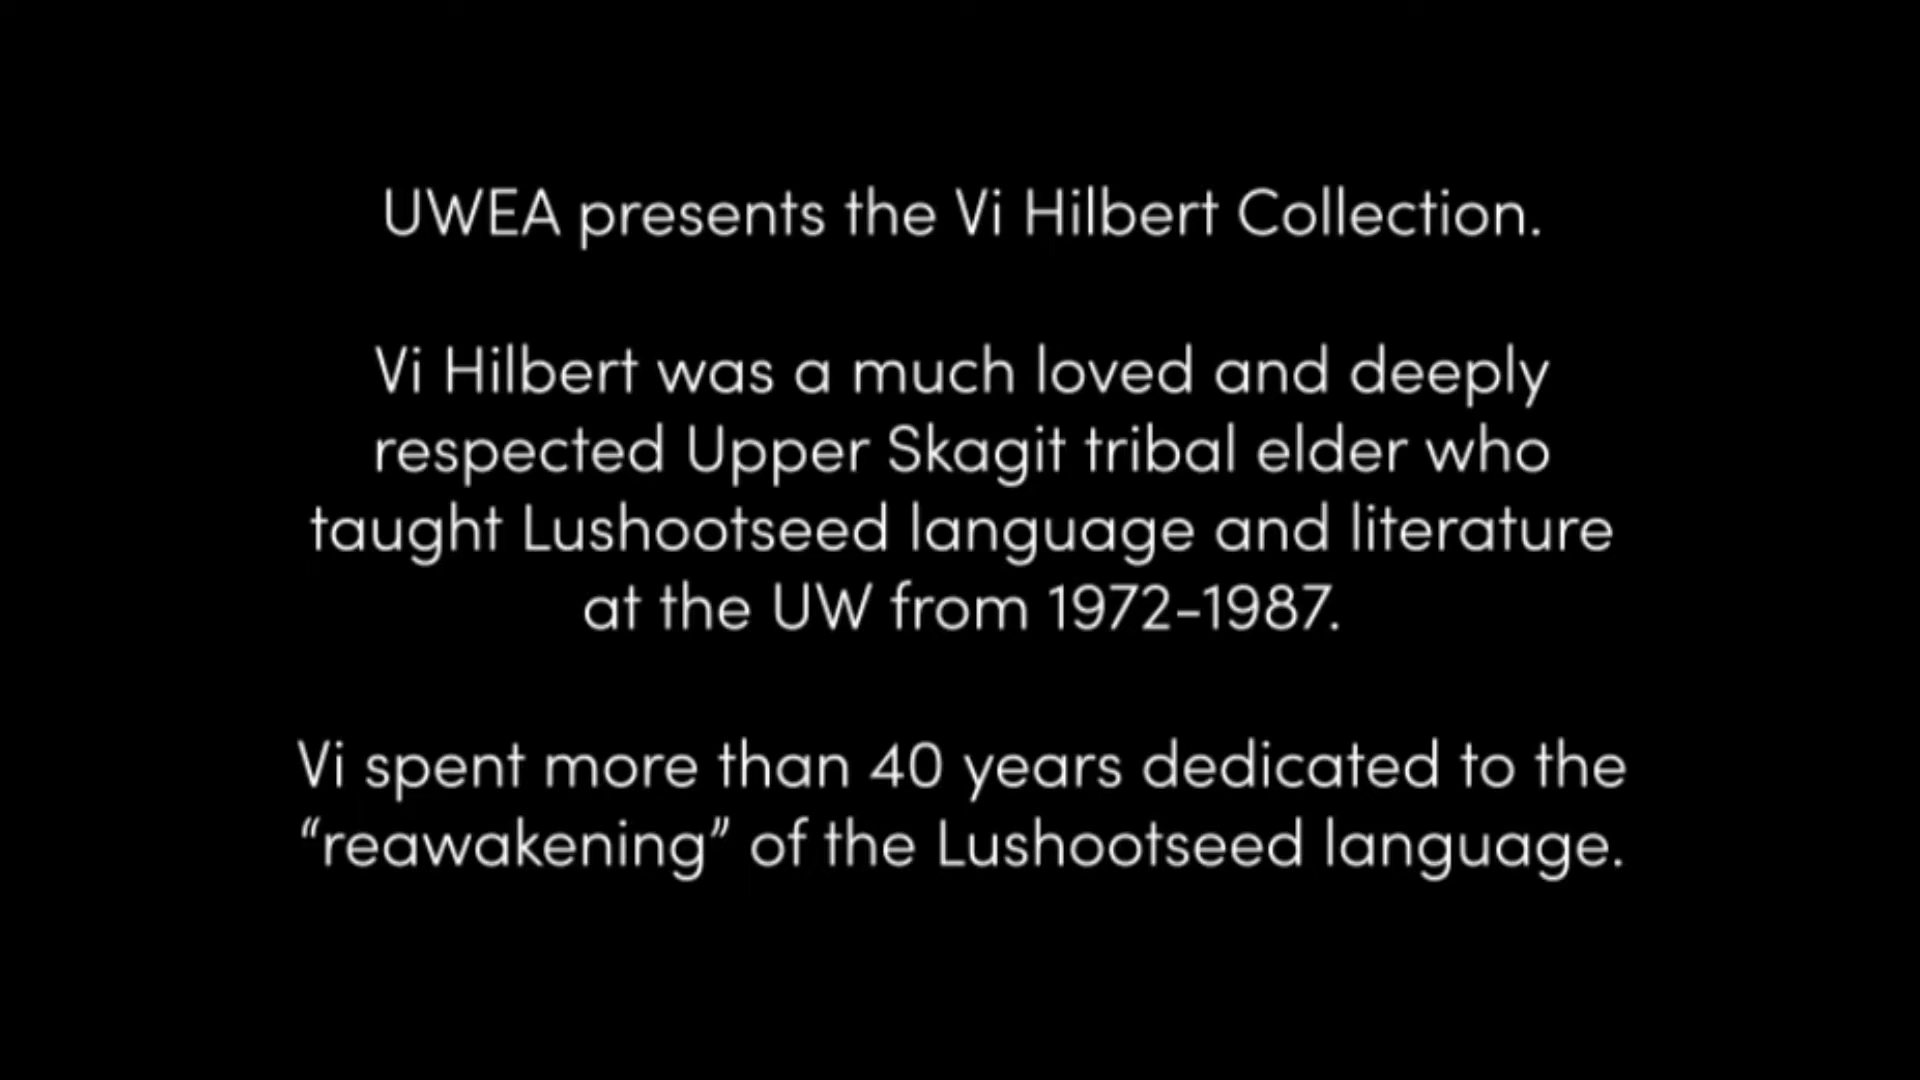 UWEA presents the Vi Hilbert Collection.
Vi Hilbert was a much loved and deeply
respected Upper Skagit tribal elder who
taught Lushootseed language and literature
at the UW from 1972-1987.
Vi spent more than 40 years dedicated to the
“reawakening” of the Lushootseed language.